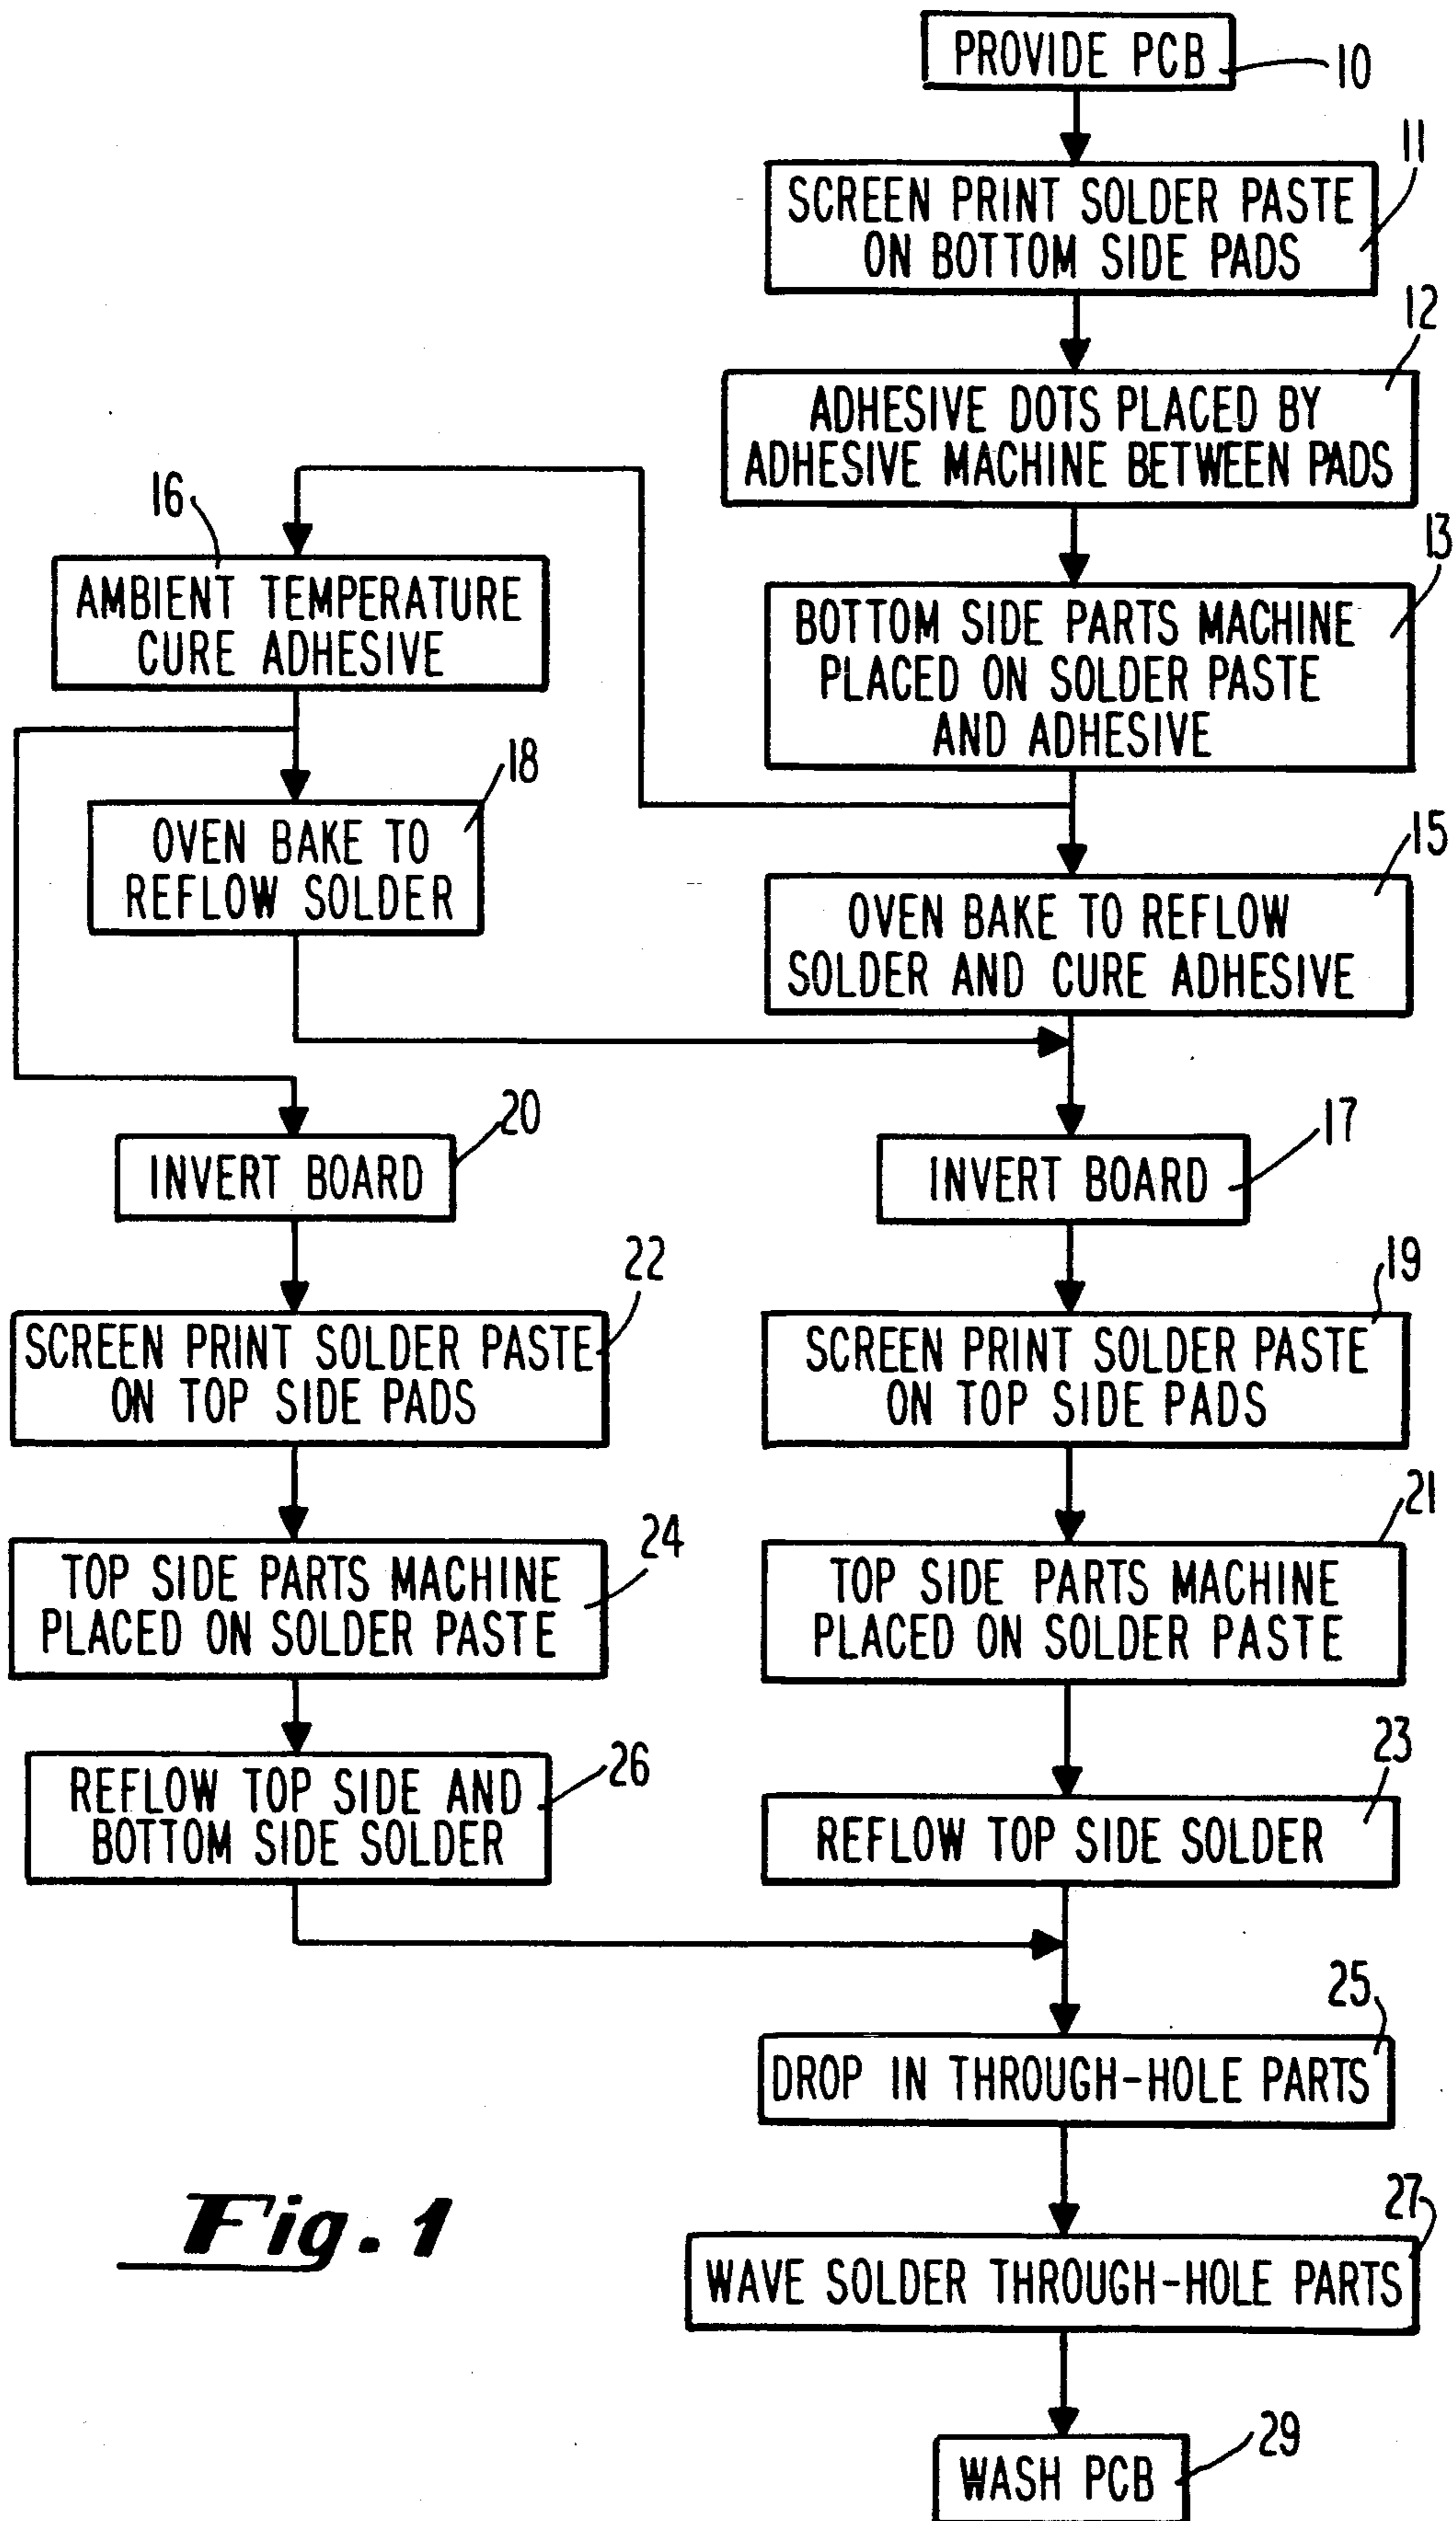 PROVIDE PCB
10
11
SCREEN PRINT SOLDER PASTE
ON BOTTOM SIDE PADS
12
ADHESIVE DOTS PLACED BY
ADHESIVE MACHINE BETWEEN PADS
16
13
AMBIENT TEMPERATURE
CURE ADHESIVE
BOTTOM SIDE PARTS MACHINE
PLACED ON SOLDER PASTE
AND ADHESIVE
18
OVEN BAKE TO
REFLOW SOLDER
15
OVEN BAKE TO REFLOW
SOLDER AND CURE ADHESIVE
20
INVERT BOARD
17
INVERT BOARD
22
SCREEN PRINT SOLDER PASTE
ON TOP SIDE PADS
19
SCREEN PRINT SOLDER PASTE
ON TOP SIDE PADS
24
TOP SIDE PARTS MACHINE
PLACED ON SOLDER PASTE
21
TOP SIDE PARTS MACHINE
PLACED ON SOLDER PASTE
26
REFLOW TOP SIDE AND
BOTTOM SIDE SOLDER
23
REFLOW TOP SIDE SOLDER
25
DROP IN THROUGH-HOLE PARTS
27
WAVE SOLDER THROUGH-HOLE PARTS
29
WASH PCB
Fig. 1